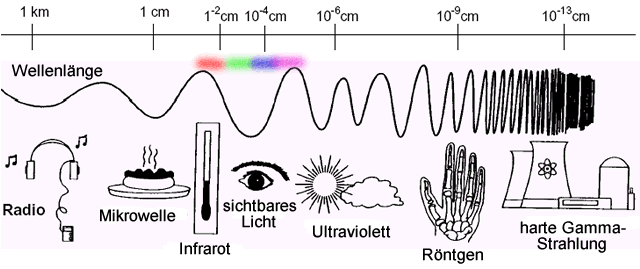 1 km 1 cm 1⁻²cm 10⁻⁴cm 10⁻⁶cm 10⁻⁹cm 10⁻¹³cm
Wellenlänge
Radio
Mikrowelle
Infrarot
sichtbares
Licht
Ultraviolett
Röntgen
harte Gamma-
Strahlung